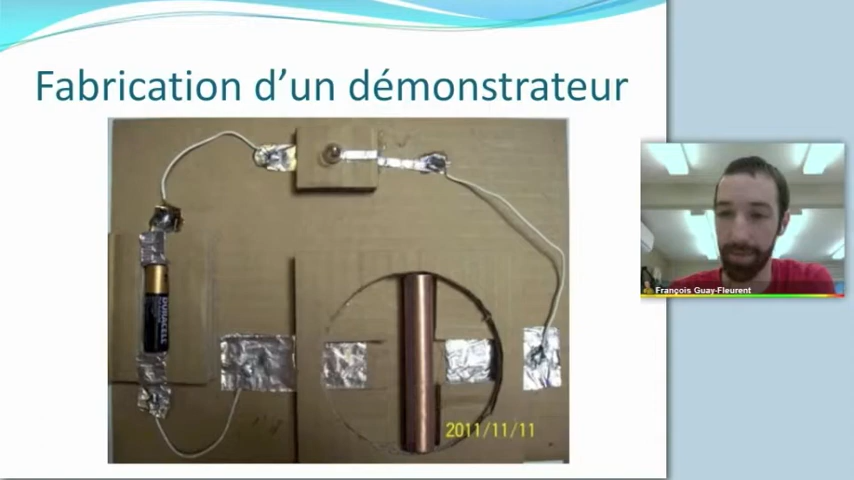 Fabrication d'un démonstrateur
DURACELL
2011/11/11
François Guay-Fleurent